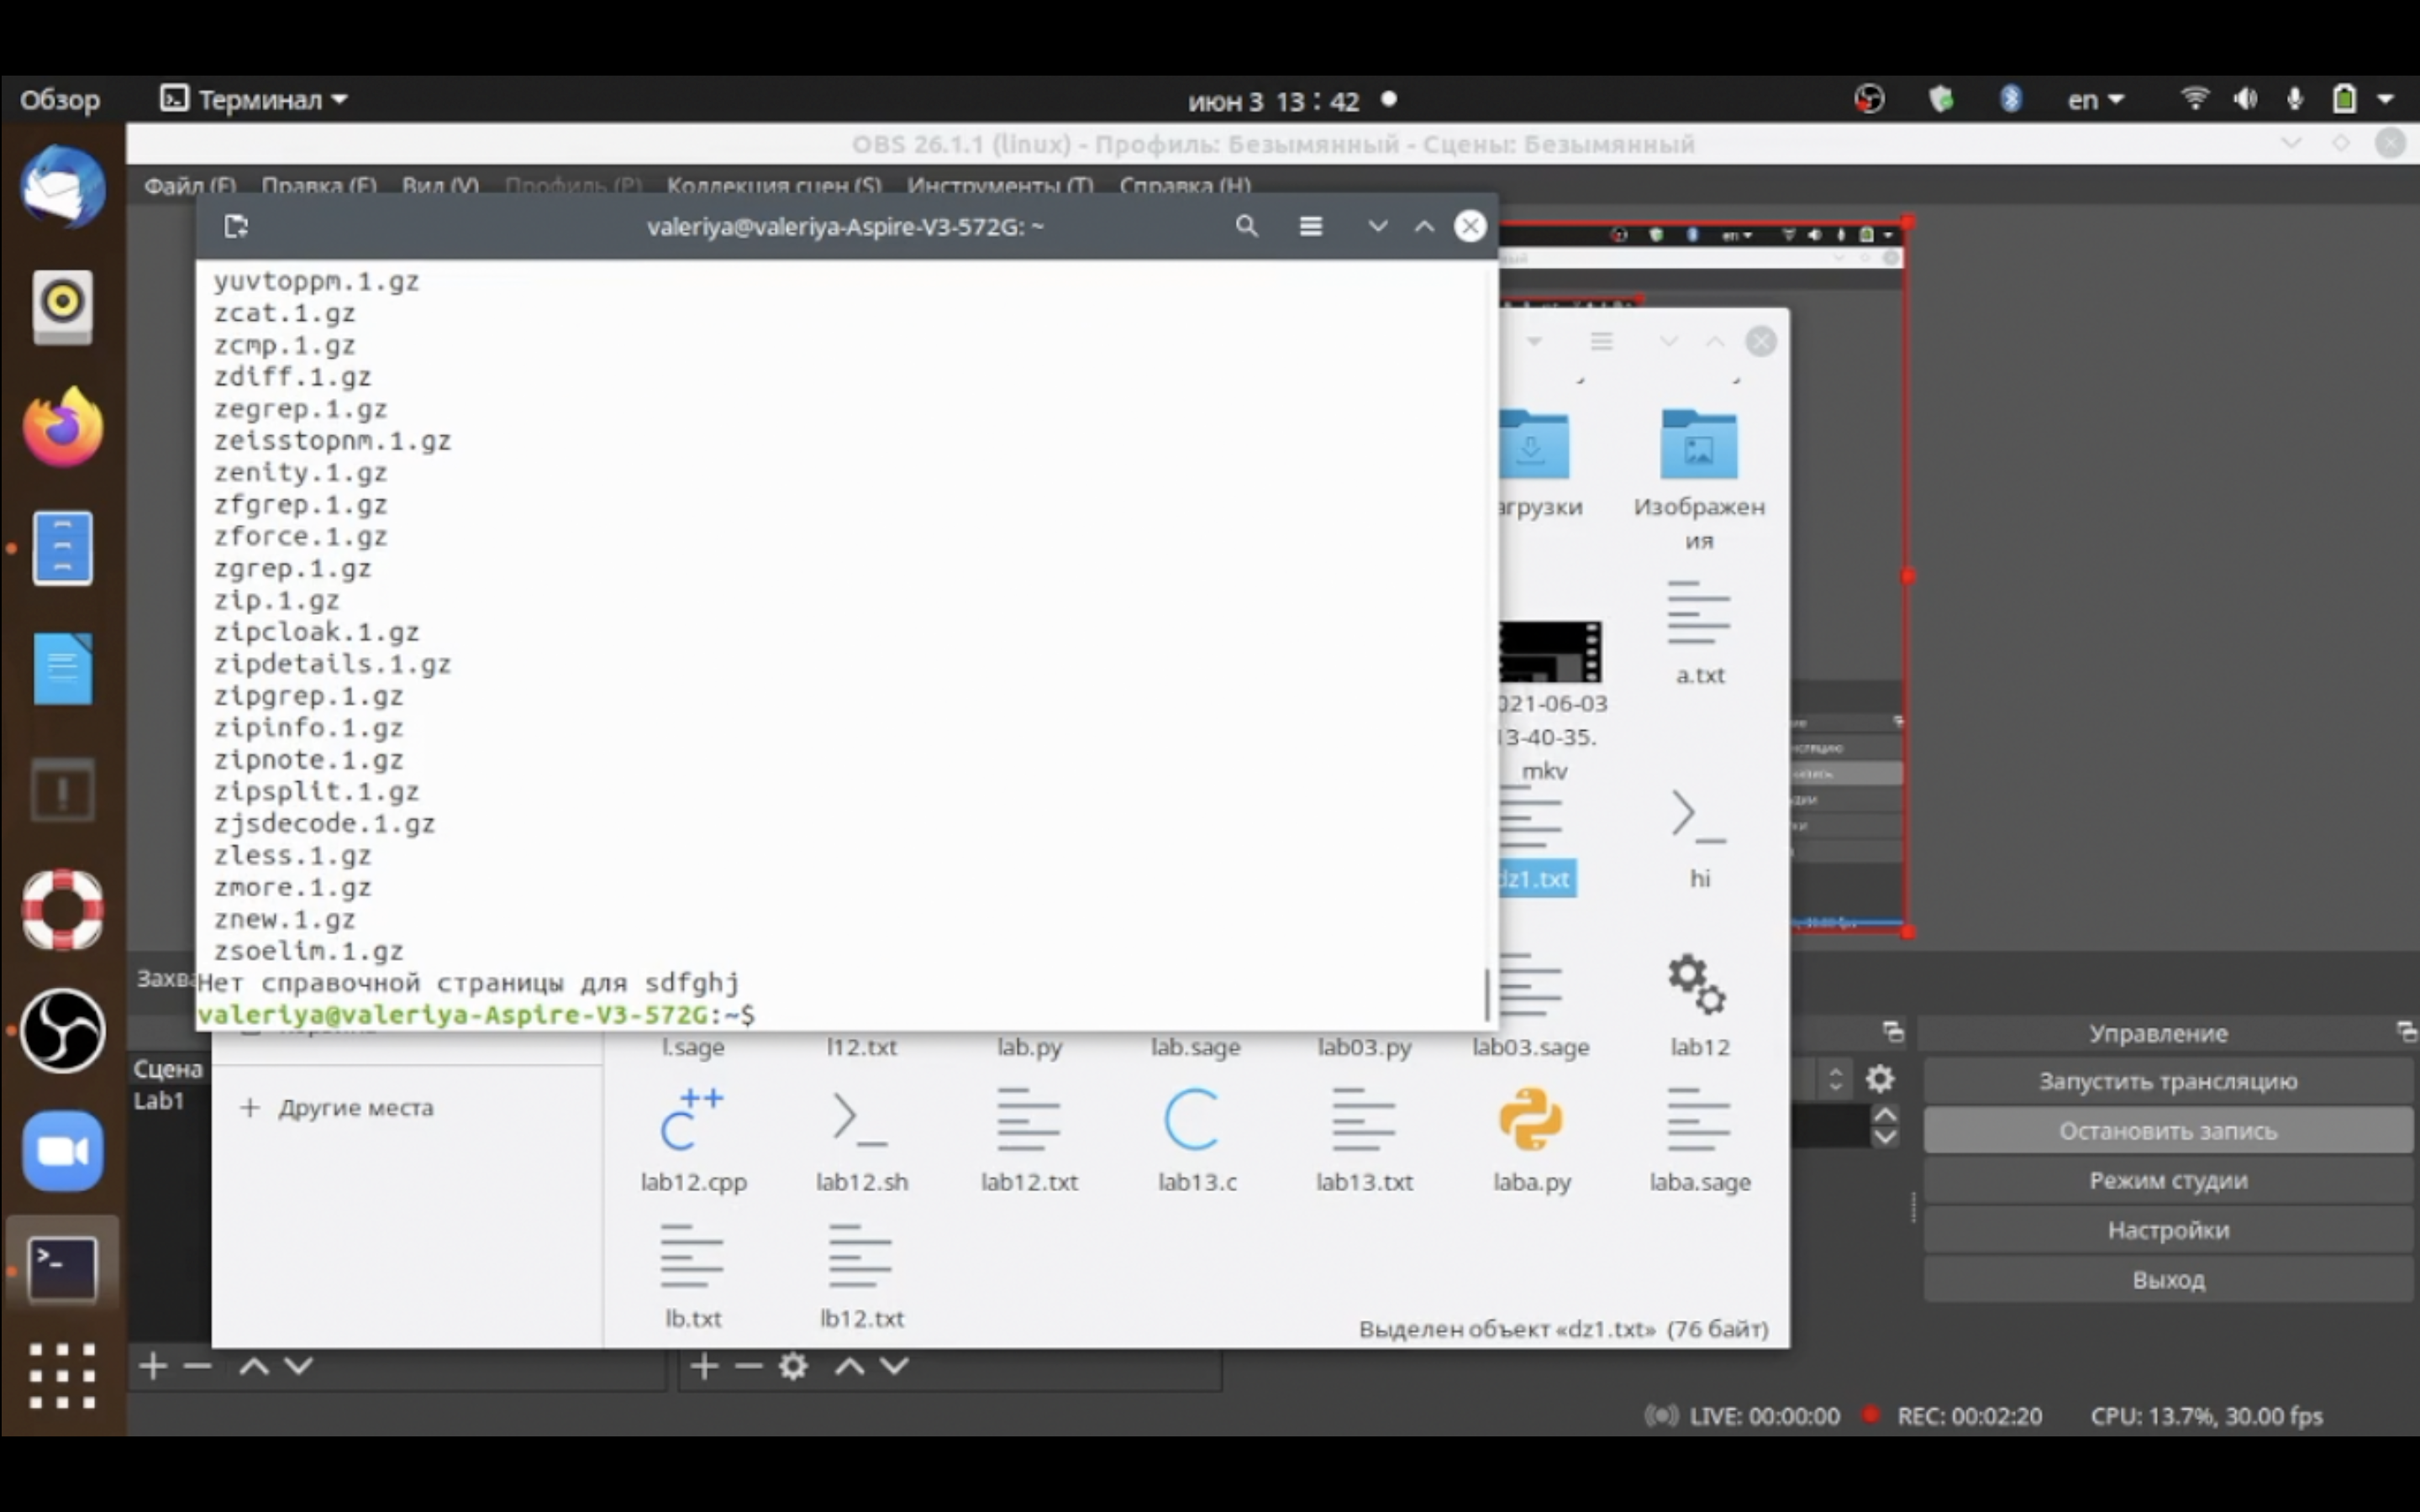 Обзор
Терминал
июн 3 13 : 42
en
OBS 26.1.1 (linux) - Профиль: Безымянный - Сцены: Безымянный
Файл (F) Правка (E) Вид (V) Профиль (P) Коллекция сцен (S) Инструменты (T) Справка (H)
valeriya@valeriya-Aspire-V3-572G: ~
yuvtoppm.1.gz
zcat.1.gz
zcmp.1.gz
zdiff.1.gz
zegrep.1.gz
zeisstopnm.1.gz
zenity.1.gz
zfgrep.1.gz
zforce.1.gz
zgrep.1.gz
zip.1.gz
zipcloak.1.gz
zipdetails.1.gz
zipgrep.1.gz
zipinfo.1.gz
zipnote.1.gz
zipsplit.1.gz
zjsdecode.1.gz
zless.1.gz
zmore.1.gz
znew.1.gz
zsoelim.1.gz
Нет справочной страницы для sdfghj
valeriya@valeriya-Aspire-V3-572G:~$
агрузки
Изображен
ия
021-06-03
13-40-35.
mkv
a.txt
dz1.txt
hi
Захва
l.sage l12.txt lab.py lab.sage lab03.py lab03.sage lab12
lab12.cpp lab12.sh lab12.txt lab13.c lab13.txt laba.py laba.sage
lb.txt lb12.txt
+ Другие места
Выделен объект «dz1.txt» (76 байт)
Сцена
Lab1
Управление
Запустить трансляцию
Остановить запись
Режим студии
Настройки
Выход
LIVE: 00:00:00 REC: 00:02:20 CPU: 13.7%, 30.00 fps